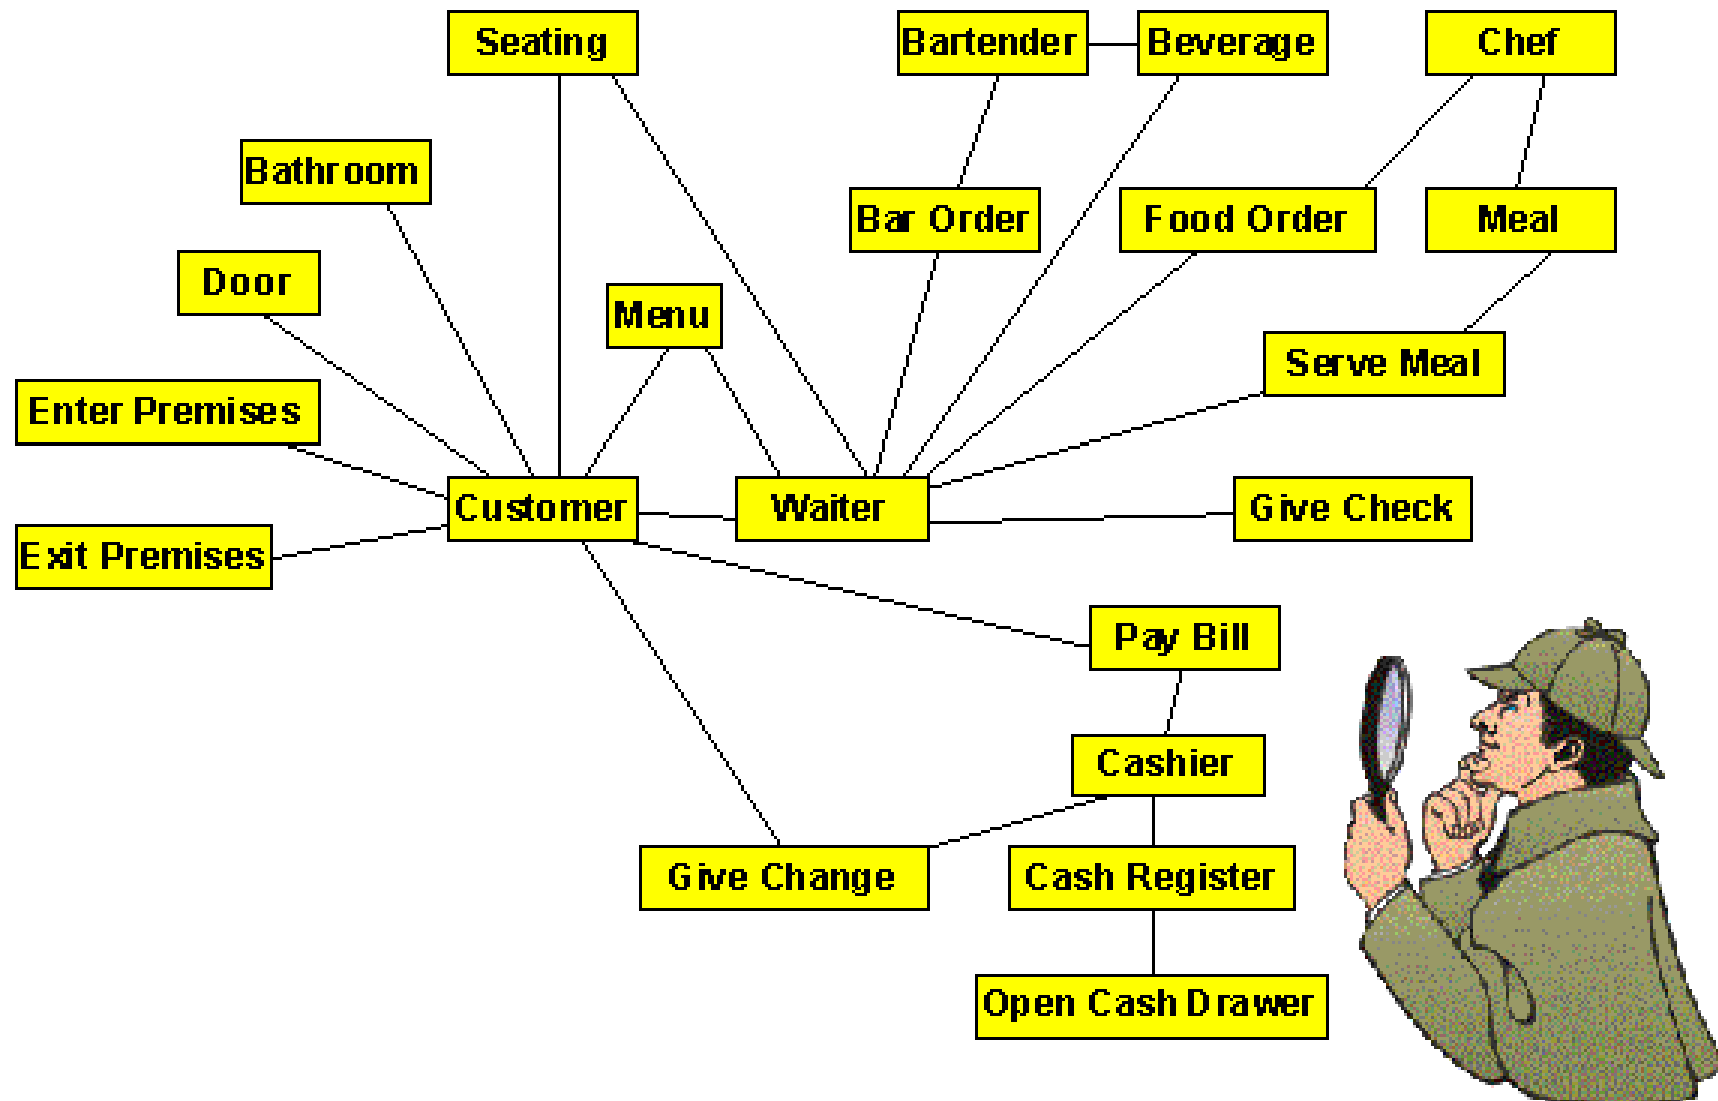 Seating
Bartender
Beverage
Chef
Bathroom
Bar Order
Food Order
Meal
Door
Menu
Serve Meal
Enter Premises
Customer
Waiter
Give Check
Exit Premises
Pay Bill
Cashier
Give Change
Cash Register
Open Cash Drawer